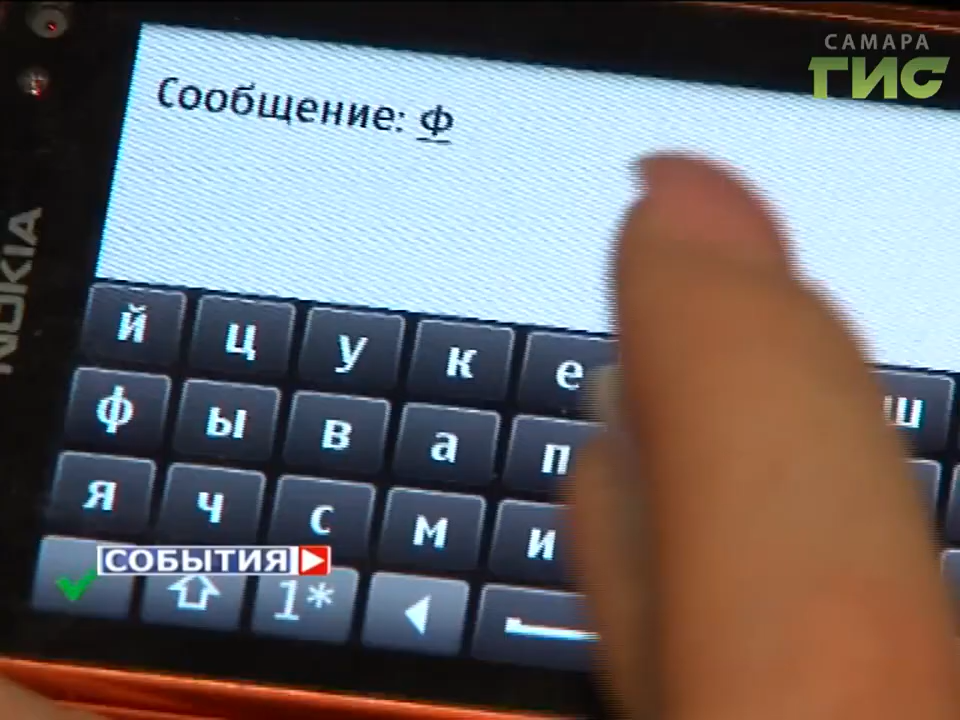 САМАРА
ГИС
Сообщение: ф
NOKIA
й ц у к е ш
ф ы в а п
я ч с м и
СОБЫТИЯ
1*